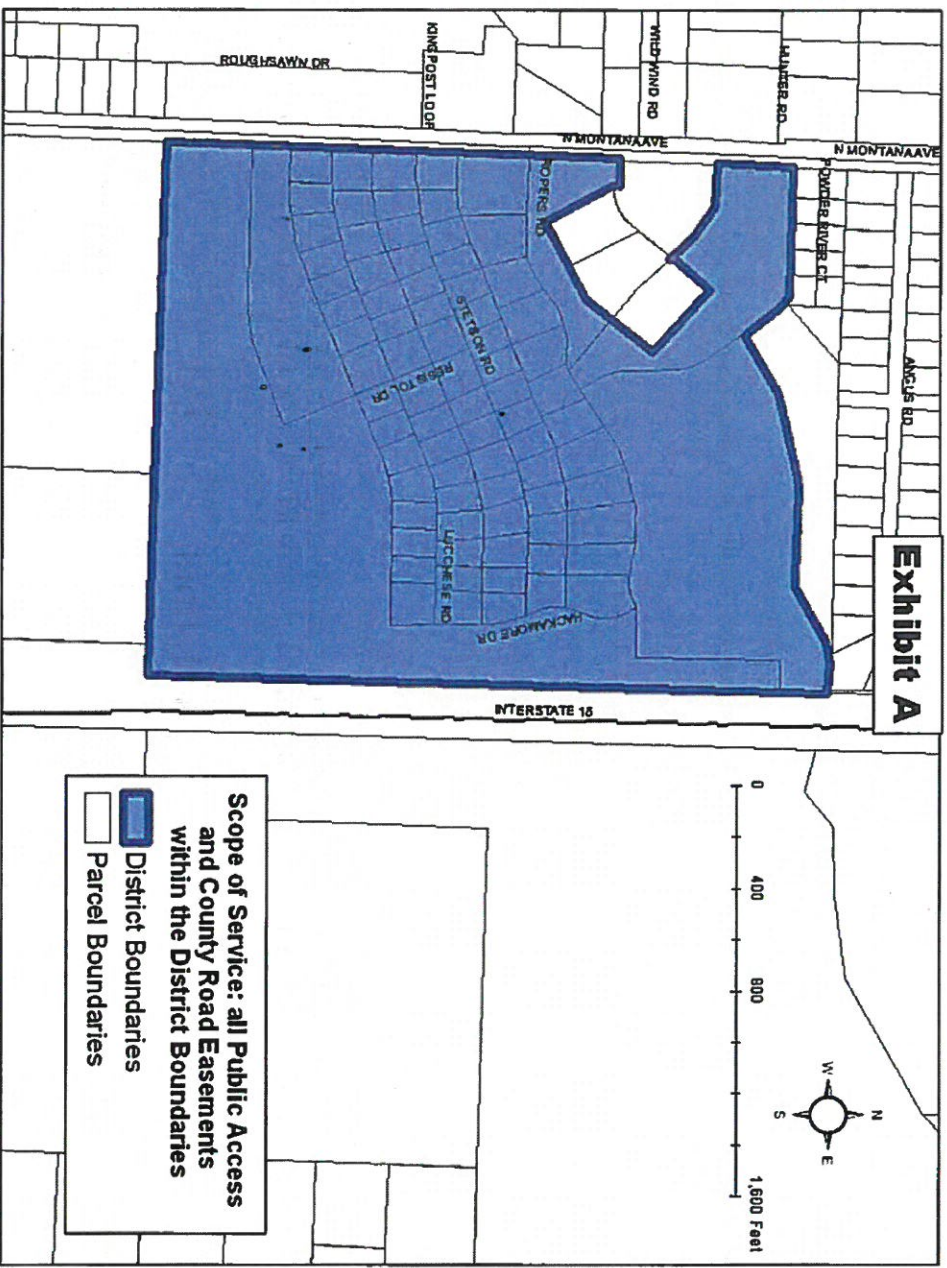 Exhibit A
ROUGHSAWN DR
KINGPOST LOOP
WILD WIND RD
HUNTER RD
N MONTANA AVE
N MONTANA AVE
POWDER RIVER CT
ANGUS RD
ROPERS RD
STETSON RD
RESISTOL DR
LUCCHESE RD
HACKAMORE DR
INTERSTATE 15
0 400 800 1,600 Feet
N
W E
S
Scope of Service: all Public Access
and County Road Easements
within the District Boundaries
District Boundaries
Parcel Boundaries